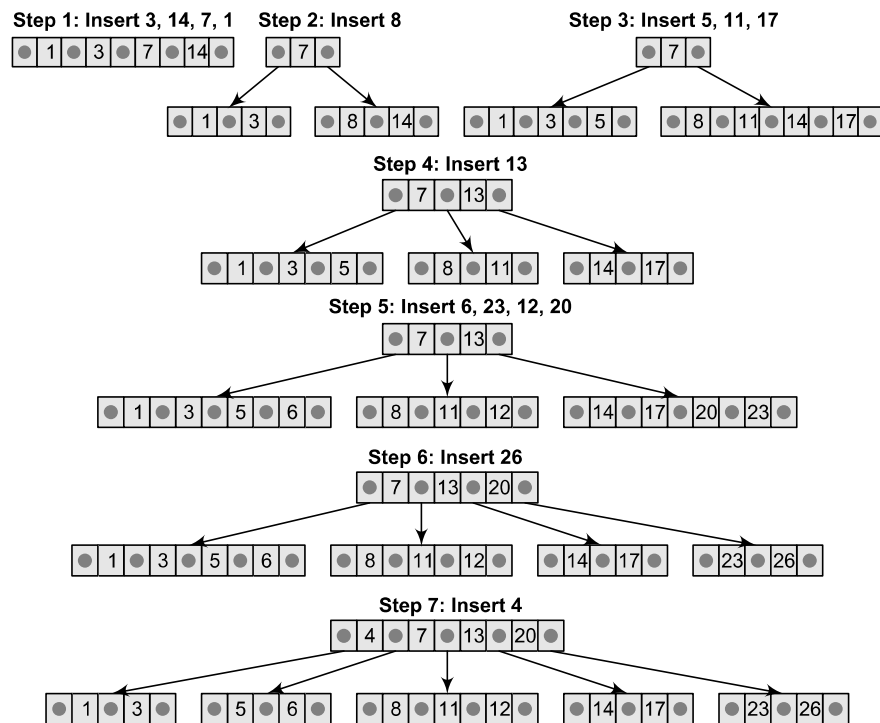 Step 1: Insert 3, 14, 7, 1
1 3 7 14
Step 2: Insert 8
7
1 3
8 14
Step 3: Insert 5, 11, 17
7
1 3 5
8 11 14 17
Step 4: Insert 13
7 13
1 3 5
8 11
14 17
Step 5: Insert 6, 23, 12, 20
7 13
1 3 5 6
8 11 12
14 17 20 23
Step 6: Insert 26
7 13 20
1 3 5 6
8 11 12
14 17
23 26
Step 7: Insert 4
4 7 13 20
1 3
5 6
8 11 12
14 17
23 26